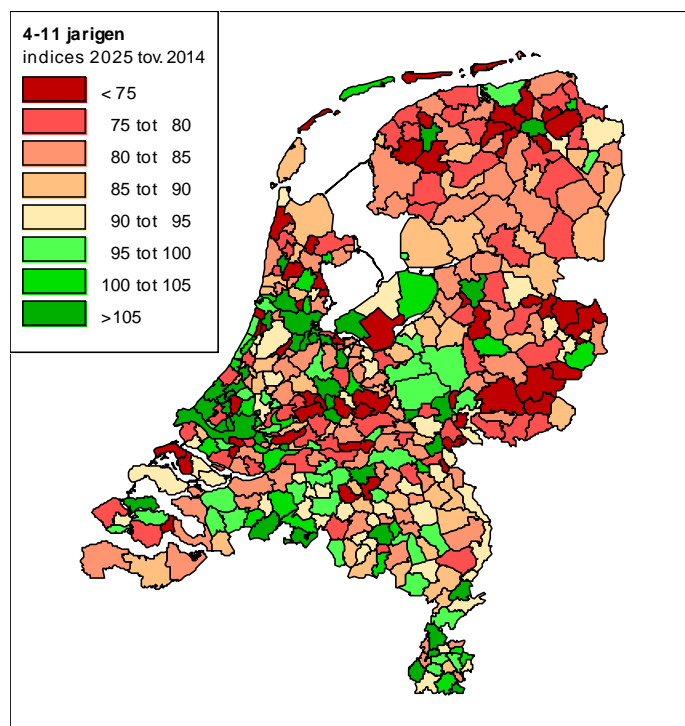 4-11 jarigen
indices 2025 tov. 2014
< 75
75 tot 80
80 tot 85
85 tot 90
90 tot 95
95 tot 100
100 tot 105
>105